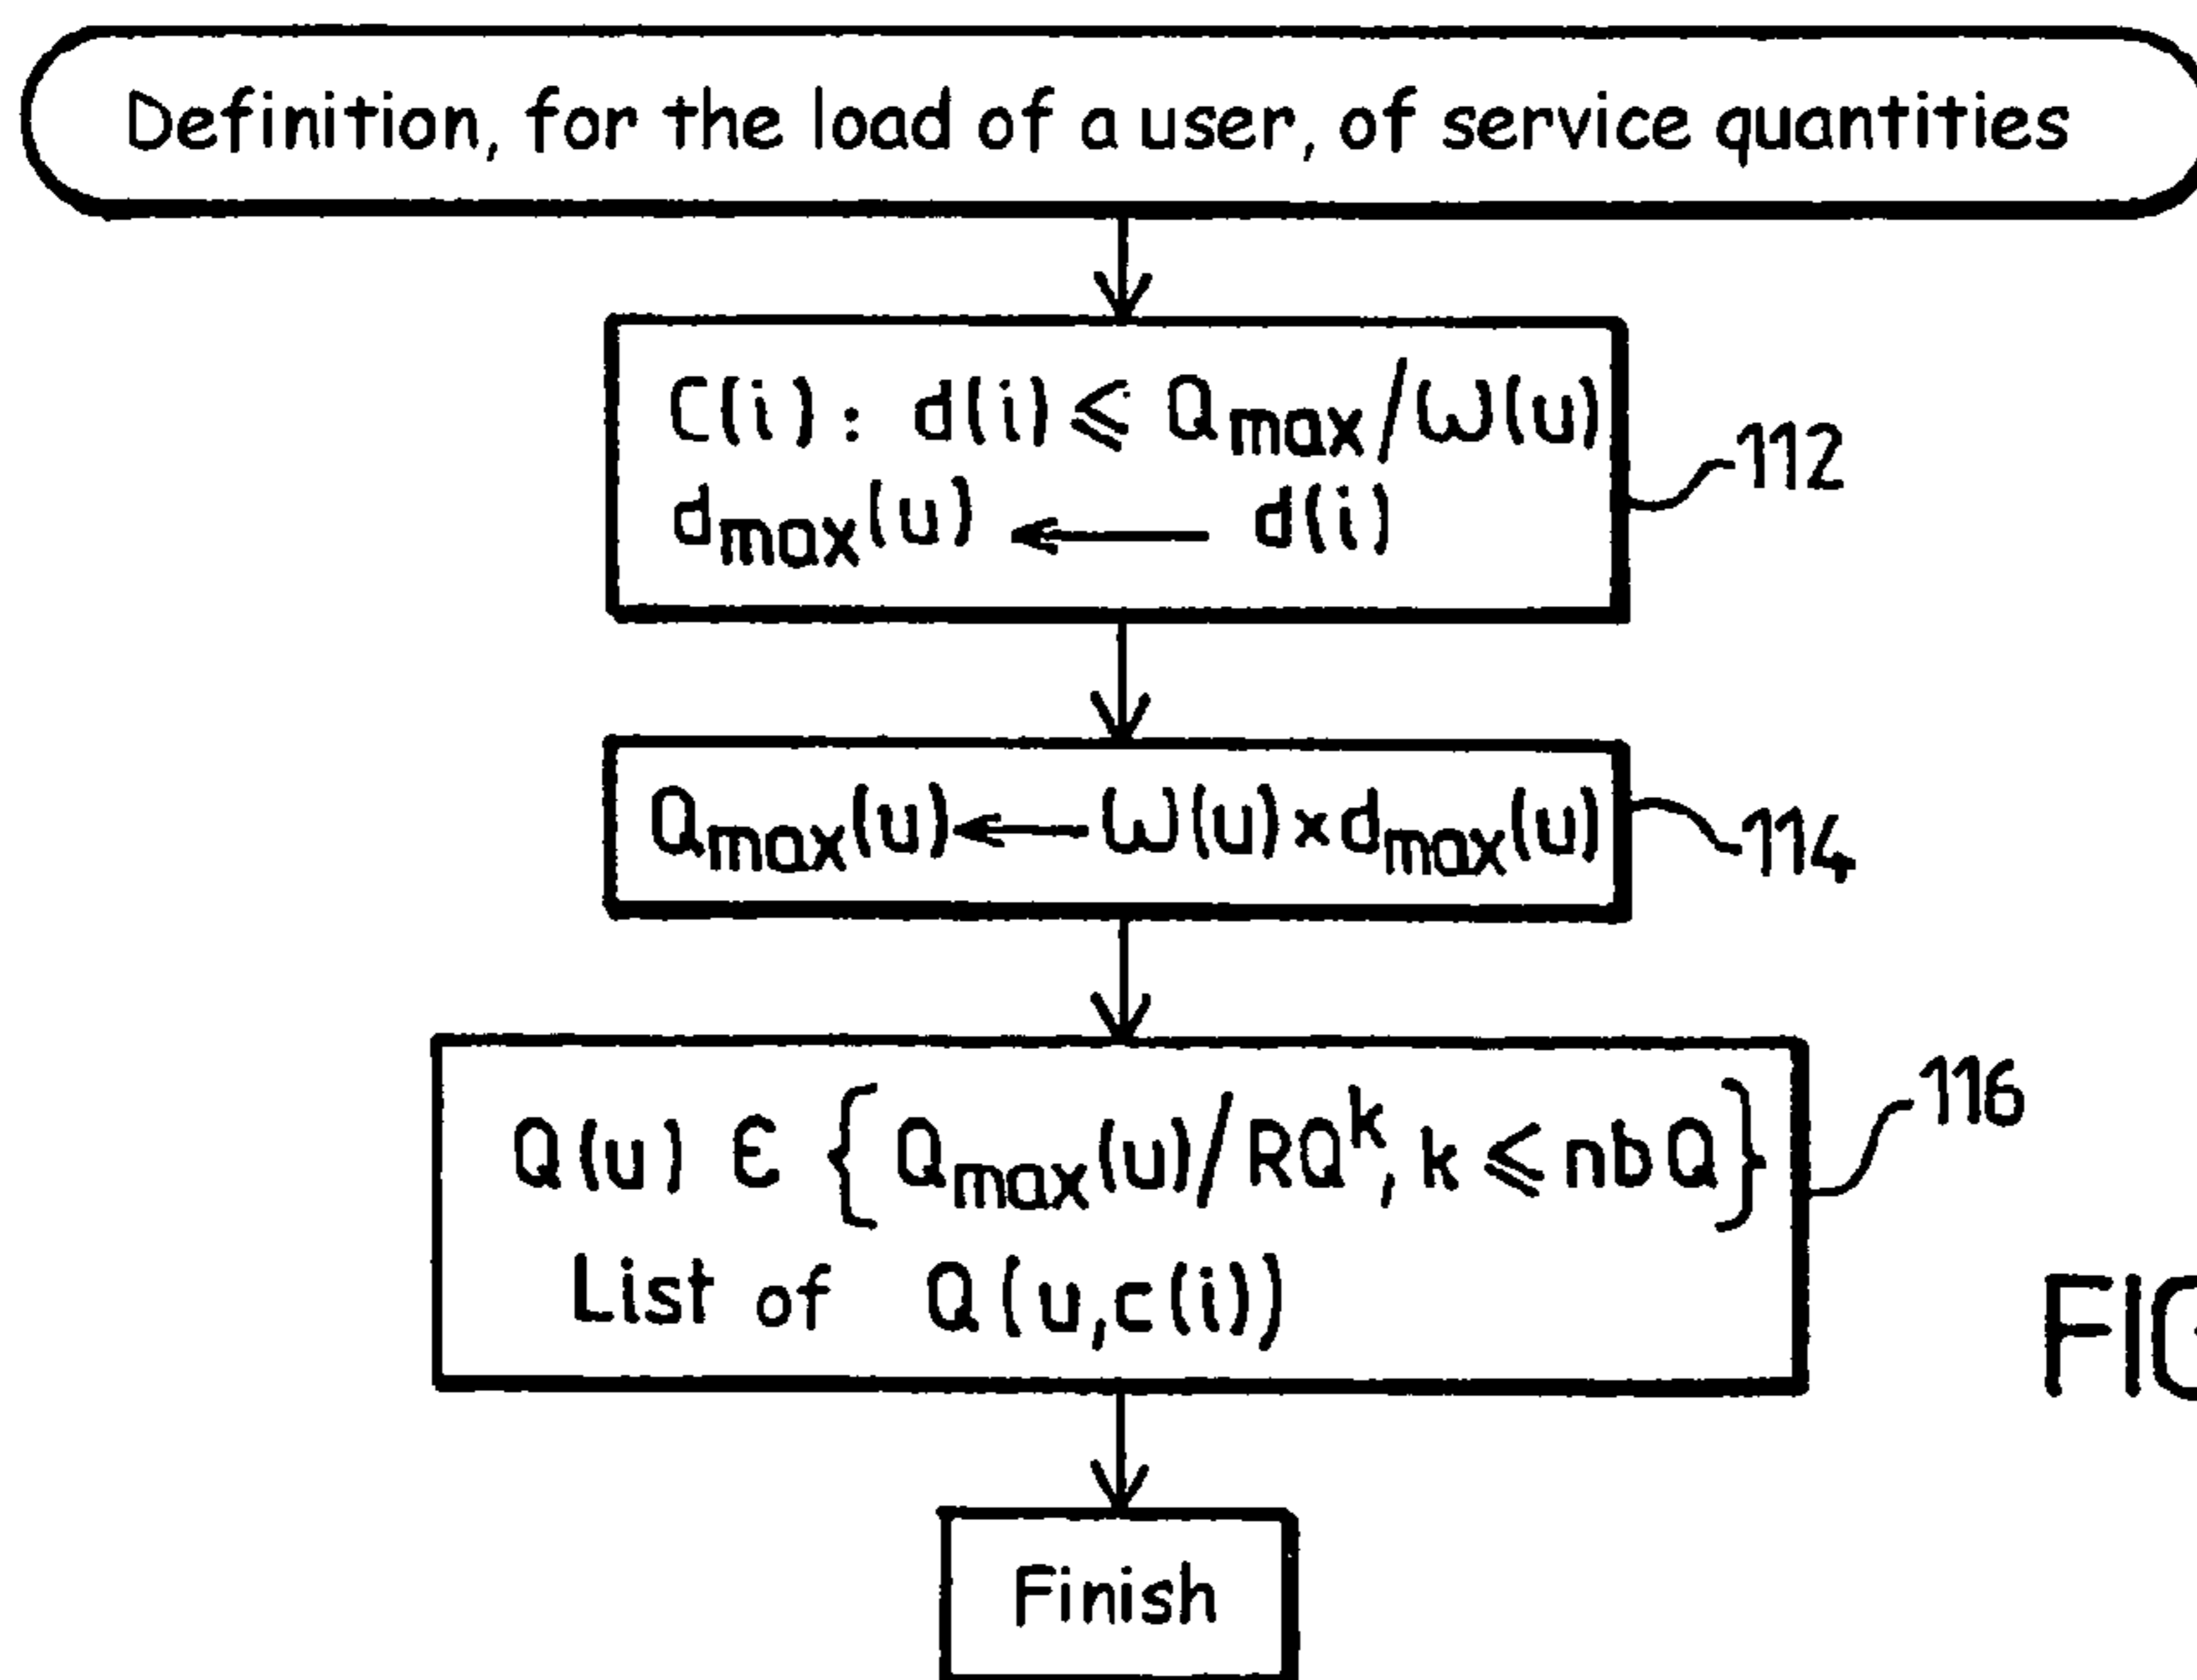 Definition, for the load of a user, of service quantities
C(i): d(i) ⩽ Qmax/ω(u)
dmax(u) ← d(i)
112
Qmax(u) ← ω(u)×dmax(u)
114
Q(u) ∈ {Qmax(u)/RQ^k, k ⩽ nbQ}
116
List of Q(u,c(i))
Finish